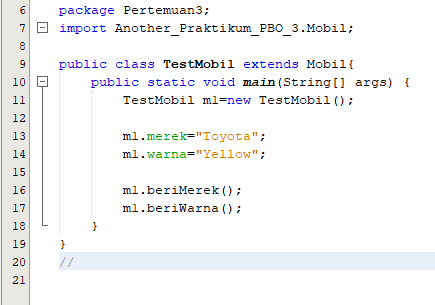 6 package Pertemuan3;
7 import Another_Praktikum_PBO_3.Mobil;
8
9 public class TestMobil extends Mobil{
10 public static void main(String[] args) {
11 TestMobil m1=new TestMobil();
12
13 m1.merek="Toyota";
14 m1.warna="Yellow";
15
16 m1.beriMerek();
17 m1.beriWarna();
18 }
19 }
20 //
21